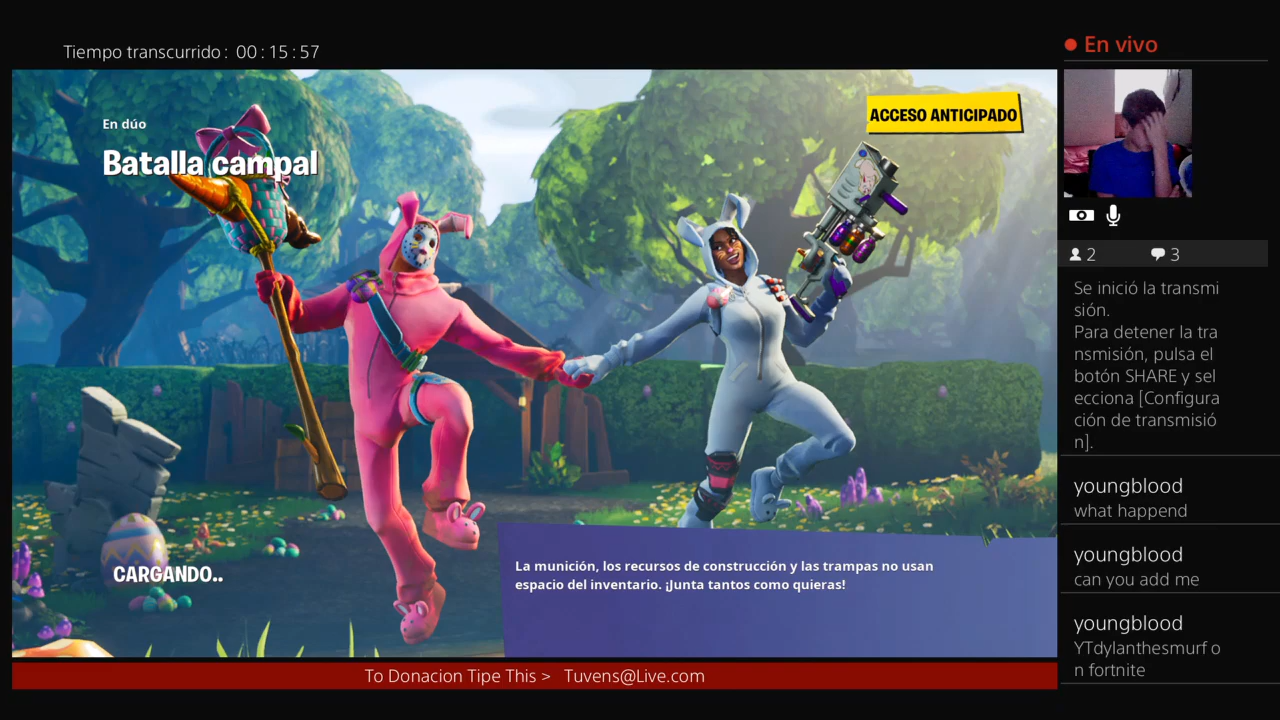 Tiempo transcurrido : 00 : 15 : 57
En vivo
En dúo
Batalla campal
ACCESO ANTICIPADO
CARGANDO..
La munición, los recursos de construcción y las trampas no usan
espacio del inventario. ¡Junta tantos como quieras!
To Donacion Tipe This > Tuvens@Live.com
2 3
Se inició la transmi
sión.
Para detener la tra
nsmisión, pulsa el
botón SHARE y sel
ecciona [Configura
ción de transmisió
n].
youngblood
what happend
youngblood
can you add me
youngblood
YTdylanthesmurf o
n fortnite